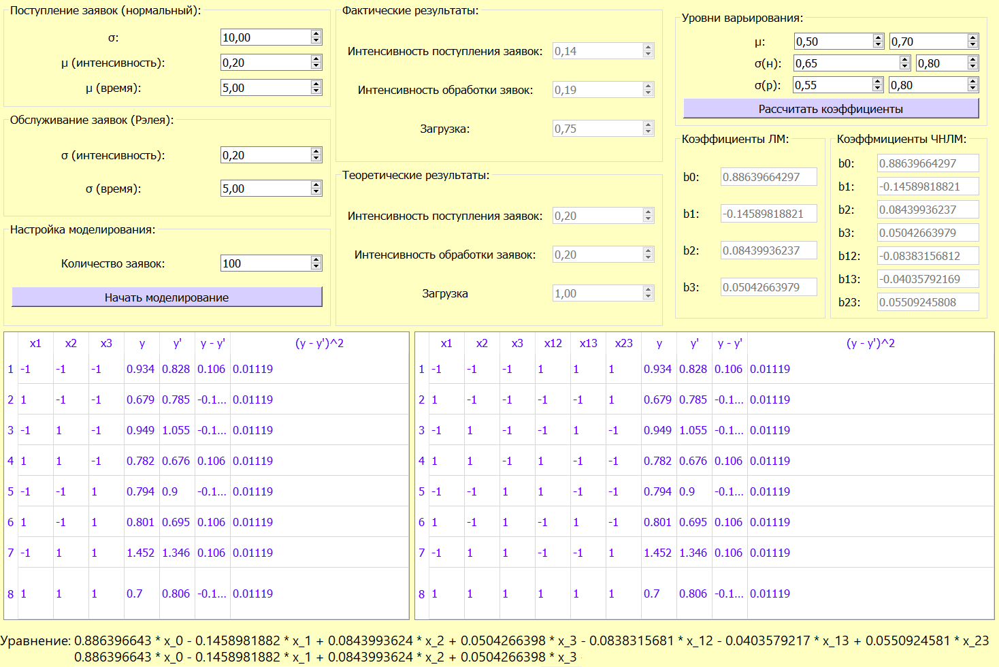 Поступление заявок (нормальный):
σ: 10,00
μ (интенсивность): 0,20
μ (время): 5,00
Обслуживание заявок (Рэлея):
σ (интенсивность): 0,20
σ (время): 5,00
Настройка моделирования:
Количество заявок: 100
Начать моделирование
Фактические результаты:
Интенсивность поступления заявок: 0,14
Интенсивность обработки зявок: 0,19
Загрузка: 0,75
Теоретические результаты:
Интенсивность поступления заявок: 0,20
Интенсивность обработки заявок: 0,20
Загрузка 1,00
Уровни варьирования:
μ: 0,50 0,70
σ(н): 0,65 0,80
σ(р): 0,55 0,80
Рассчитать коэффициенты
Коэффициенты ЛМ:
b0: 0.88639664297
b1: -0.14589818821
b2: 0.08439936237
b3: 0.05042663979
Коэффмициенты ЧНЛМ:
b0: 0.88639664297
b1: -0.14589818821
b2: 0.08439936237
b3: 0.05042663979
b12: -0.08383156812
b13: -0.04035792169
b23: 0.05509245808
x1 x2 x3 y y' y - y' (y - y')^2
1 -1 -1 -1 0.934 0.828 0.106 0.01119
2 1 -1 -1 0.679 0.785 -0.1... 0.01119
3 -1 1 -1 0.949 1.055 -0.1... 0.01119
4 1 1 -1 0.782 0.676 0.106 0.01119
5 -1 -1 1 0.794 0.9 -0.1... 0.01119
6 1 -1 1 0.801 0.695 0.106 0.01119
7 -1 1 1 1.452 1.346 0.106 0.01119
8 1 1 1 0.7 0.806 -0.1... 0.01119
x1 x2 x3 x12 x13 x23 y y' y - y' (y - y')^2
1 -1 -1 -1 1 1 1 0.934 0.828 0.106 0.01119
2 1 -1 -1 -1 -1 1 0.679 0.785 -0.1... 0.01119
3 -1 1 -1 -1 1 -1 0.949 1.055 -0.1... 0.01119
4 1 1 -1 1 -1 -1 0.782 0.676 0.106 0.01119
5 -1 -1 1 1 -1 -1 0.794 0.9 -0.1... 0.01119
6 1 -1 1 -1 1 -1 0.801 0.695 0.106 0.01119
7 -1 1 1 -1 -1 1 1.452 1.346 0.106 0.01119
8 1 1 1 1 1 1 0.7 0.806 -0.1... 0.01119
Уравнение: 0.886396643 * x_0 - 0.1458981882 * x_1 + 0.0843993624 * x_2 + 0.0504266398 * x_3 - 0.0838315681 * x_12 - 0.0403579217 * x_13 + 0.0550924581 * x_23
0.886396643 * x_0 - 0.1458981882 * x_1 + 0.0843993624 * x_2 + 0.0504266398 * x_3